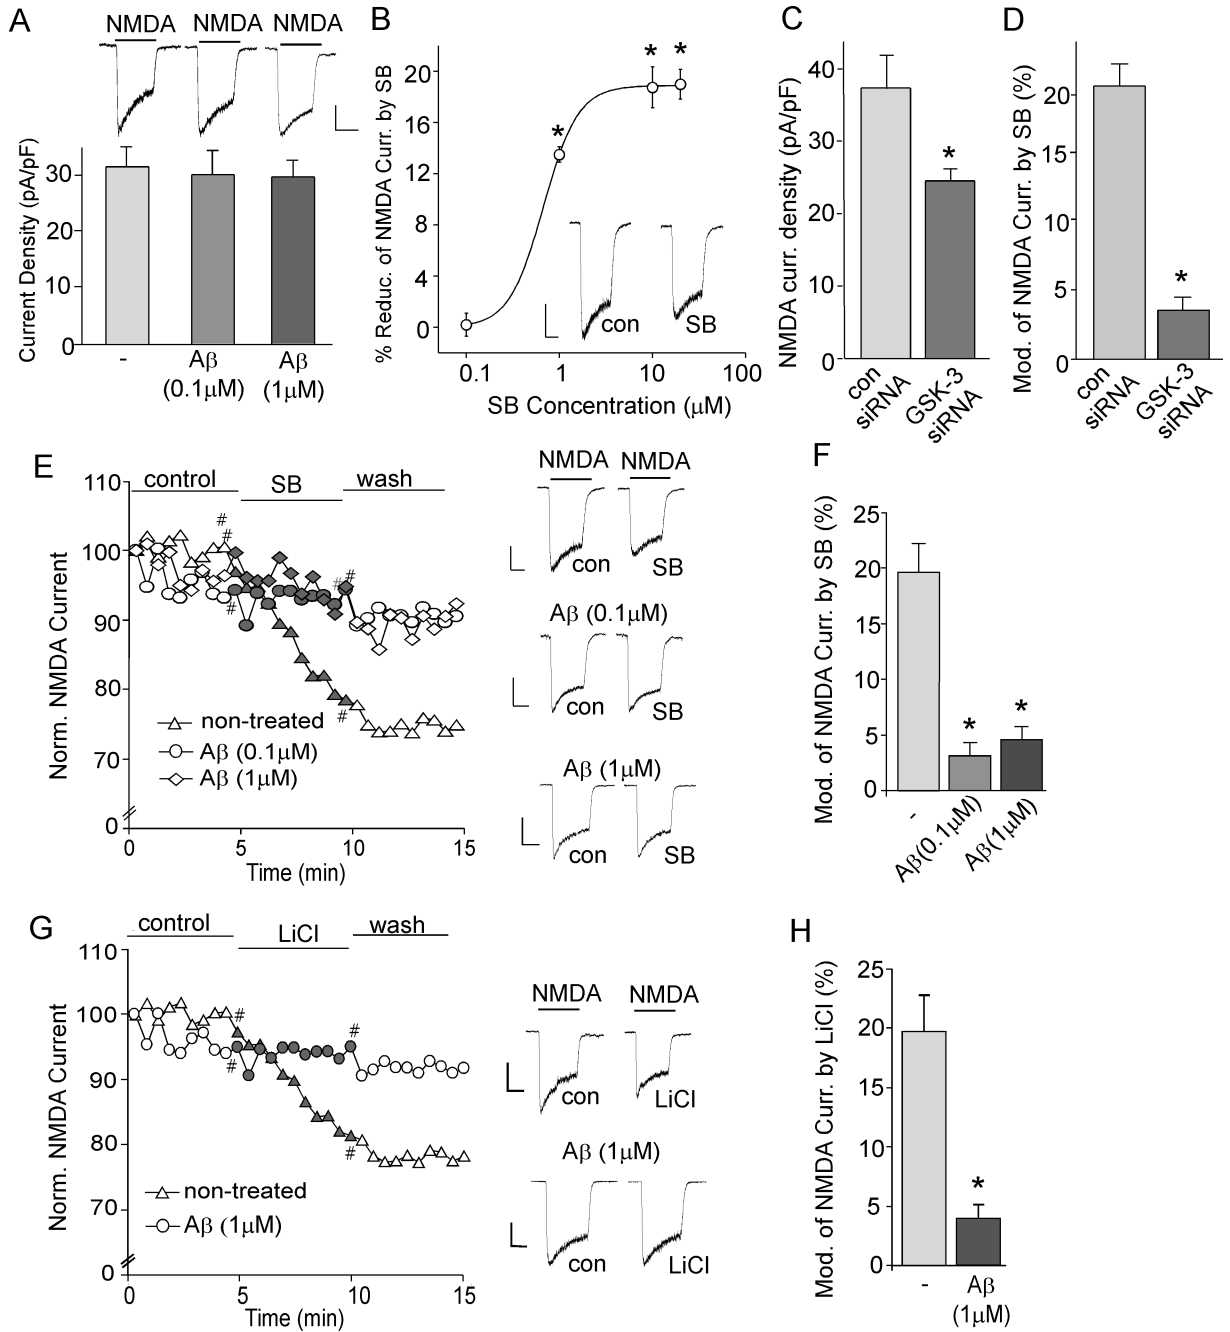 A
NMDA NMDA NMDA
Current Density (pA/pF)
30
20
10
0
-
Aβ
(0.1μM)
Aβ
(1μM)
B
% Reduc. of NMDA Curr. by SB
20
16
12
8
4
0
*
*
*
con
SB
0.1
1
10
100
SB Concentration (μM)
C
NMDA curr. density (pA/pF)
40
30
20
10
0
*
con
siRNA
GSK-3
siRNA
D
Mod. of NMDA Curr. by SB (%)
20
15
10
5
0
*
con
siRNA
GSK-3
siRNA
E
Norm. NMDA Current
110
100
90
80
70
0
control
SB
wash
#
#
#
#
#
#
non-treated
Aβ (0.1μM)
Aβ (1μM)
0
5
10
15
Time (min)
NMDA NMDA
con
SB
Aβ (0.1μM)
con
SB
Aβ (1μM)
con
SB
F
Mod. of NMDA Curr. by SB (%)
25
20
15
10
5
0
*
*
-
Aβ(0.1μM)
Aβ(1μM)
G
Norm. NMDA Current
110
100
90
80
70
0
control
LiCl
wash
#
#
#
#
non-treated
Aβ (1μM)
0
5
10
15
Time (min)
NMDA NMDA
con
LiCl
Aβ (1μM)
con
LiCl
H
Mod. of NMDA Curr. by LiCl (%)
25
20
15
10
5
0
*
-
Aβ
(1μM)